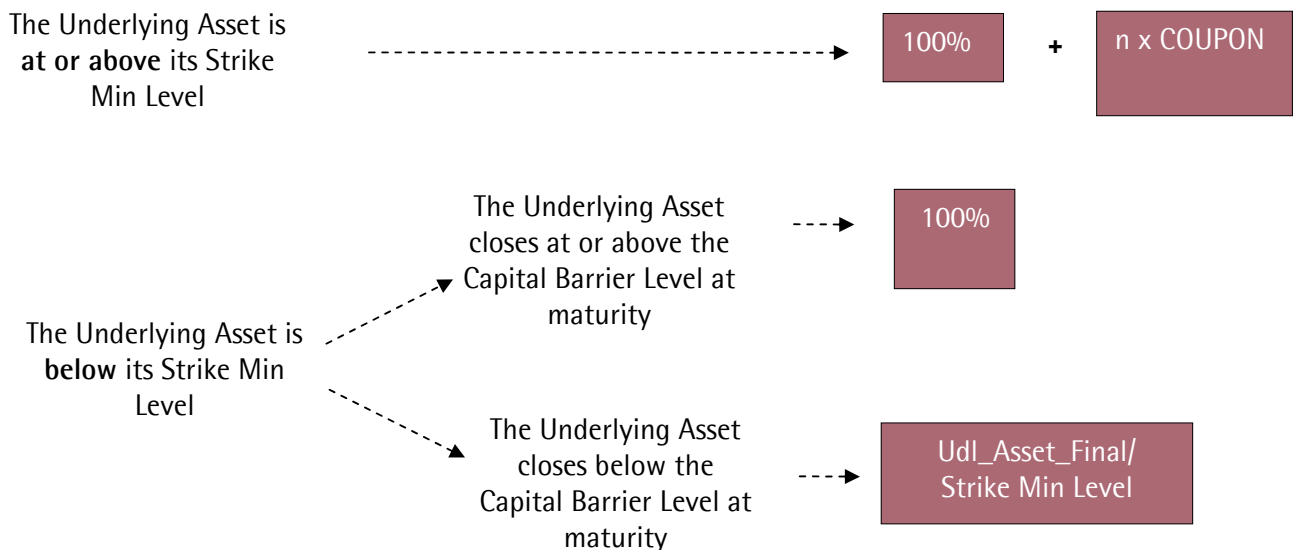 The Underlying Asset is
at or above its Strike
Min Level
100%
+
n x COUPON
The Underlying Asset
closes at or above the
Capital Barrier Level at
maturity
100%
The Underlying Asset is
below its Strike Min
Level
The Underlying Asset
closes below the
Capital Barrier Level at
maturity
Udl_Asset_Final/
Strike Min Level